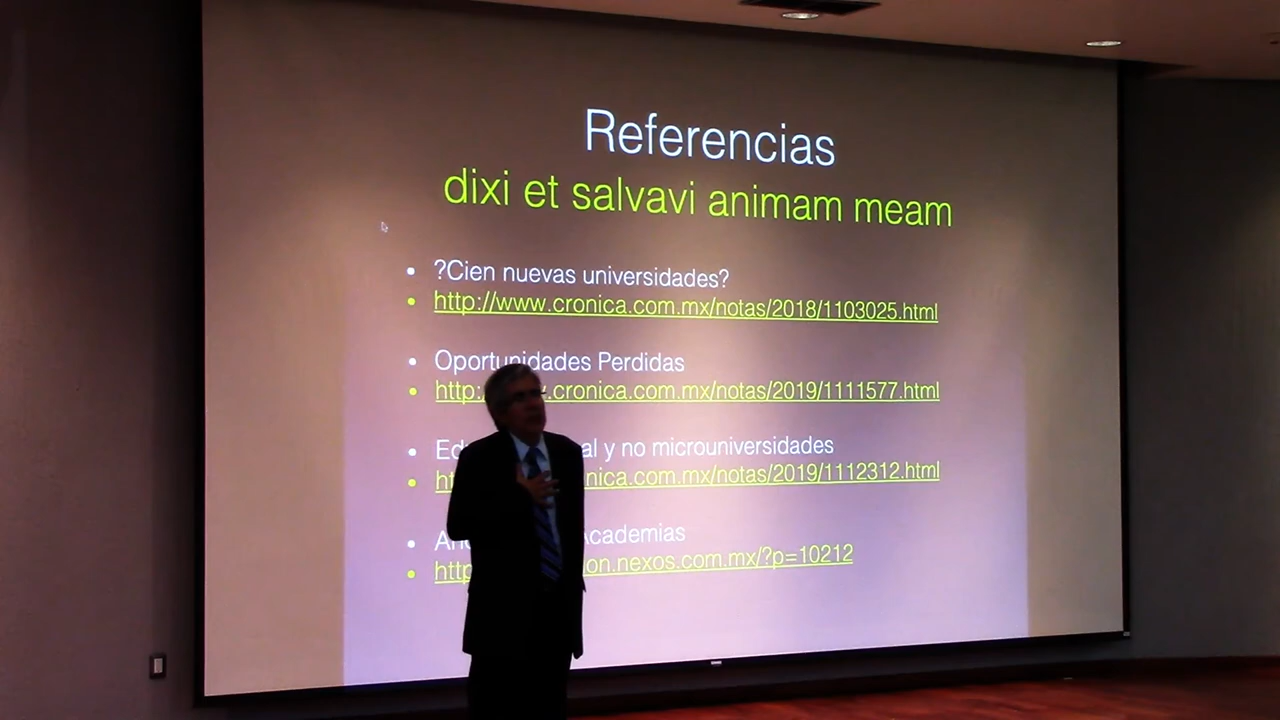 Referencias
dixi et salvavi animam meam
?Cien nuevas universidades?
http://www.cronica.com.mx/notas/2018/1103025.html
Oportunidades Perdidas
http: .cronica.com.mx/notas/2019/1111577.html
y no microuniversidades
nica.com.mx/notas/2019/1112312.html
cademias
on.nexos.com.mx/?p=10212